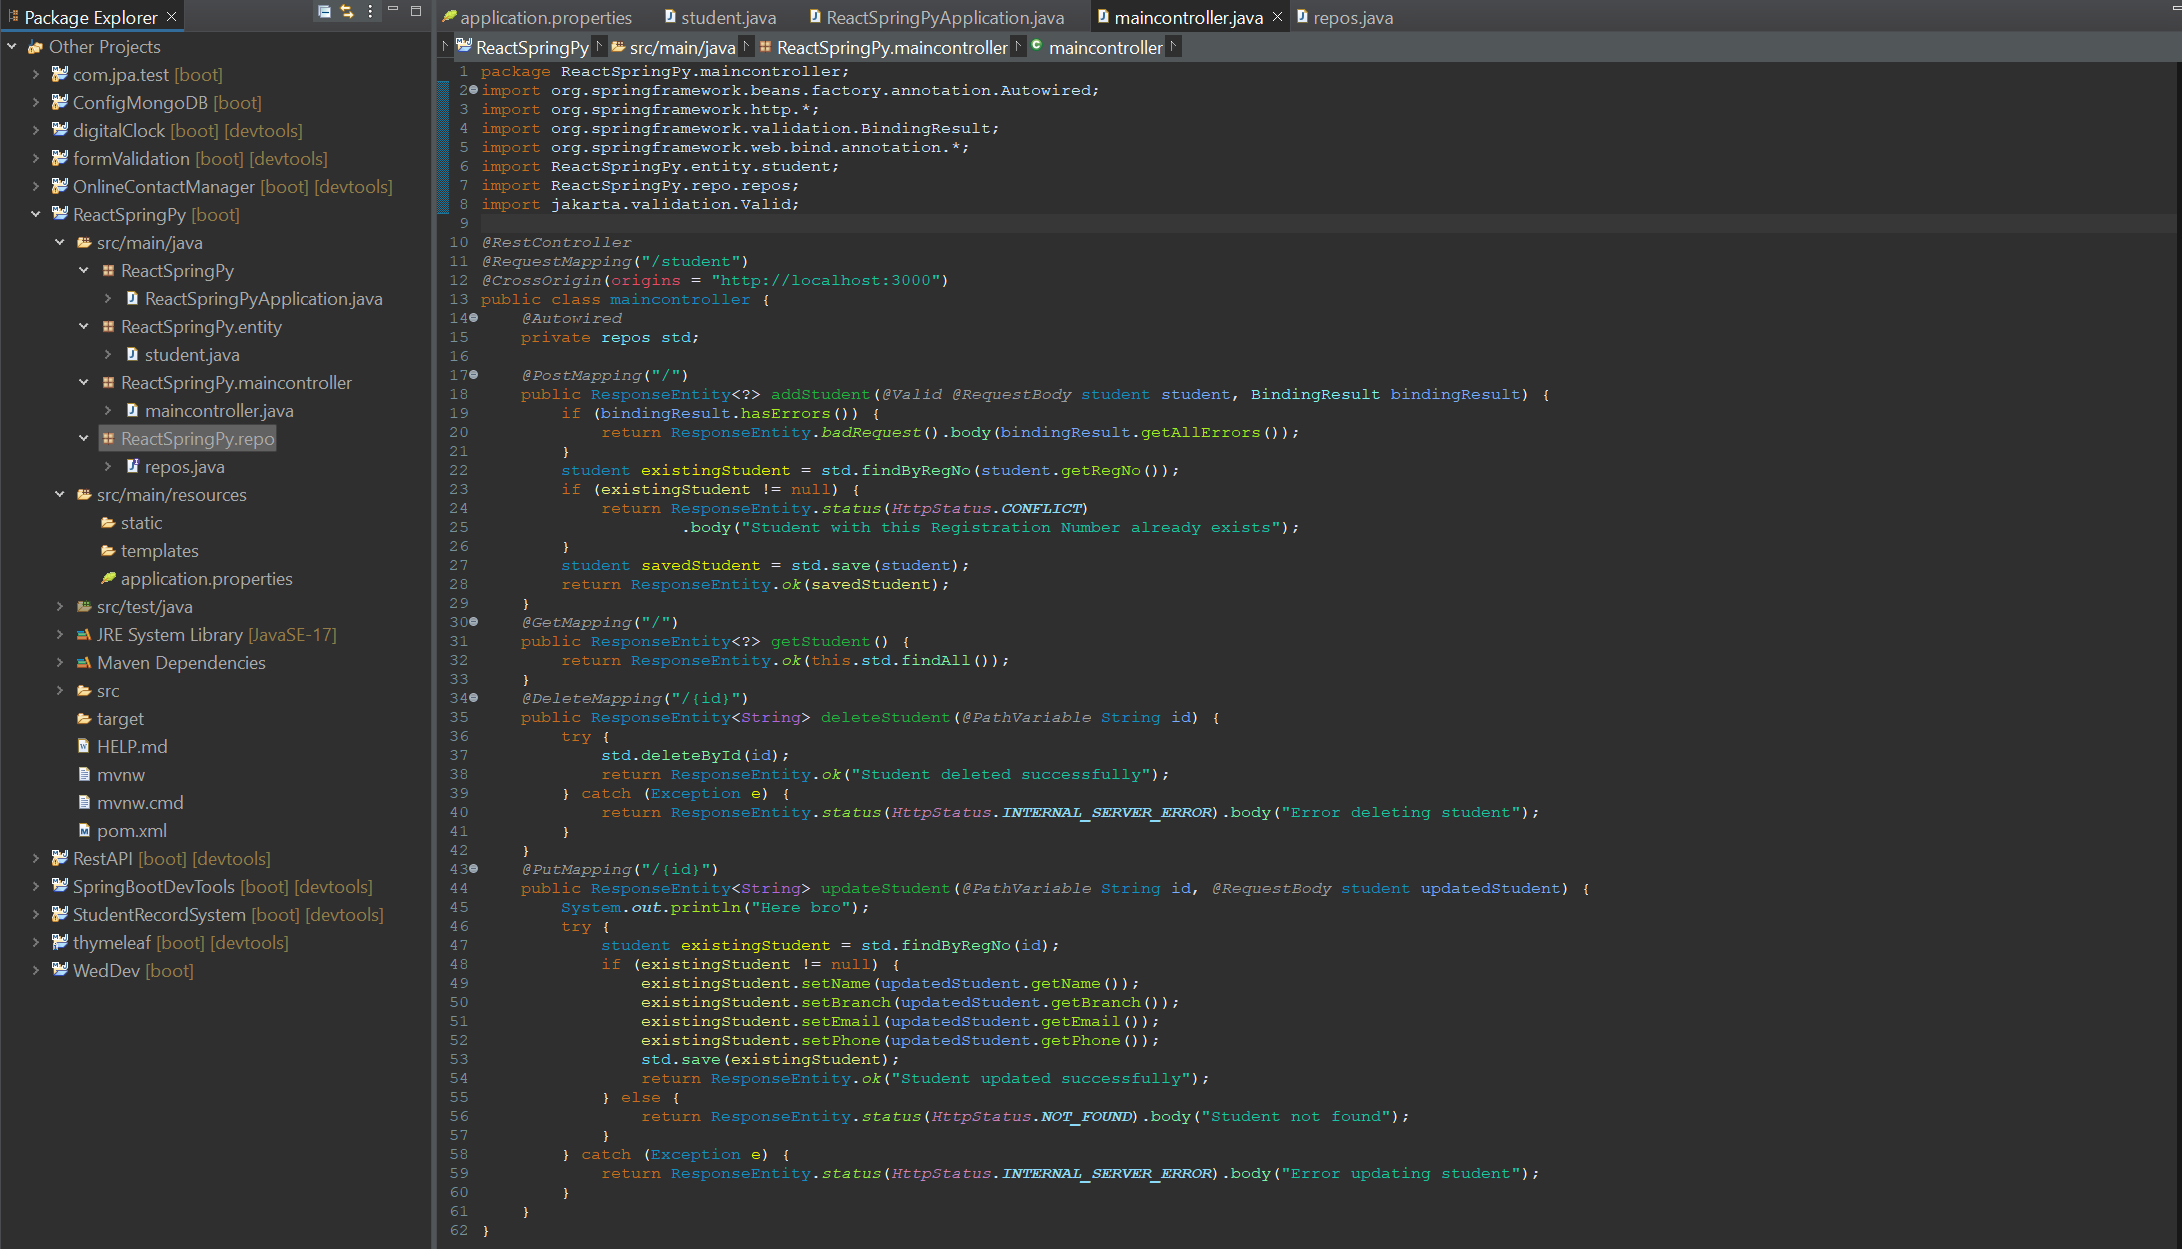 Package Explorer
Other Projects
com.jpa.test [boot]
ConfigMongoDB [boot]
digitalClock [boot] [devtools]
formValidation [boot] [devtools]
OnlineContactManager [boot] [devtools]
ReactSpringPy [boot]
src/main/java
ReactSpringPy
ReactSpringPyApplication.java
ReactSpringPy.entity
student.java
ReactSpringPy.maincontroller
maincontroller.java
ReactSpringPy.repo
repos.java
src/main/resources
static
templates
application.properties
src/test/java
JRE System Library [JavaSE-17]
Maven Dependencies
src
target
HELP.md
mvnw
mvnw.cmd
pom.xml
RestAPI [boot] [devtools]
SpringBootDevTools [boot] [devtools]
StudentRecordSystem [boot] [devtools]
thymeleaf [boot] [devtools]
WedDev [boot]
application.properties student.java ReactSpringPyApplication.java maincontroller.java repos.java
ReactSpringPy src/main/java ReactSpringPy.maincontroller maincontroller
1 package ReactSpringPy.maincontroller;
2 import org.springframework.beans.factory.annotation.Autowired;
3 import org.springframework.http.*;
4 import org.springframework.validation.BindingResult;
5 import org.springframework.web.bind.annotation.*;
6 import ReactSpringPy.entity.student;
7 import ReactSpringPy.repo.repos;
8 import jakarta.validation.Valid;
9
10 @RestController
11 @RequestMapping("/student")
12 @CrossOrigin(origins = "http://localhost:3000")
13 public class maincontroller {
14     @Autowired
15     private repos std;
16
17     @PostMapping("/")
18     public ResponseEntity<?> addStudent(@Valid @RequestBody student student, BindingResult bindingResult) {
19         if (bindingResult.hasErrors()) {
20             return ResponseEntity.badRequest().body(bindingResult.getAllErrors());
21         }
22         student existingStudent = std.findByRegNo(student.getRegNo());
23         if (existingStudent != null) {
24             return ResponseEntity.status(HttpStatus.CONFLICT)
25                     .body("Student with this Registration Number already exists");
26         }
27         student savedStudent = std.save(student);
28         return ResponseEntity.ok(savedStudent);
29     }
30     @GetMapping("/")
31     public ResponseEntity<?> getStudent() {
32         return ResponseEntity.ok(this.std.findAll());
33     }
34     @DeleteMapping("/{id}")
35     public ResponseEntity<String> deleteStudent(@PathVariable String id) {
36         try {
37             std.deleteById(id);
38             return ResponseEntity.ok("Student deleted successfully");
39         } catch (Exception e) {
40             return ResponseEntity.status(HttpStatus.INTERNAL_SERVER_ERROR).body("Error deleting student");
41         }
42     }
43     @PutMapping("/{id}")
44     public ResponseEntity<String> updateStudent(@PathVariable String id, @RequestBody student updatedStudent) {
45         System.out.println("Here bro");
46         try {
47             student existingStudent = std.findByRegNo(id);
48             if (existingStudent != null) {
49                 existingStudent.setName(updatedStudent.getName());
50                 existingStudent.setBranch(updatedStudent.getBranch());
51                 existingStudent.setEmail(updatedStudent.getEmail());
52                 existingStudent.setPhone(updatedStudent.getPhone());
53                 std.save(existingStudent);
54                 return ResponseEntity.ok("Student updated successfully");
55             } else {
56                 return ResponseEntity.status(HttpStatus.NOT_FOUND).body("Student not found");
57             }
58         } catch (Exception e) {
59             return ResponseEntity.status(HttpStatus.INTERNAL_SERVER_ERROR).body("Error updating student");
60         }
61     }
62 }